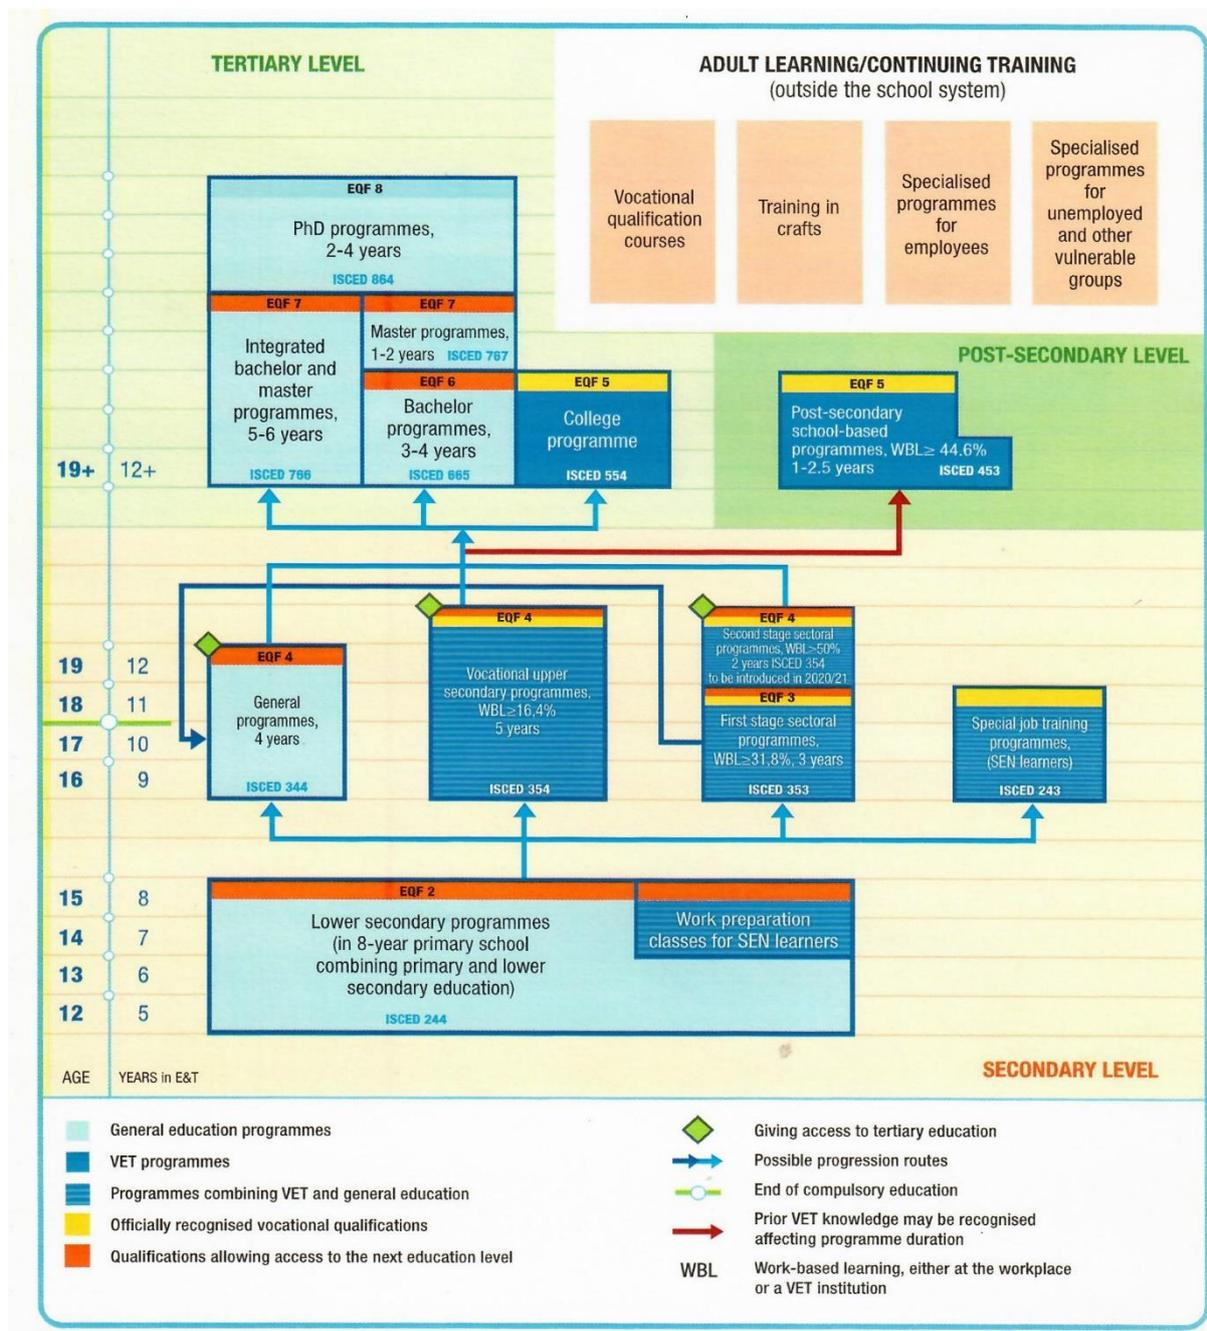 TERTIARY LEVEL
ADULT LEARNING/CONTINUING TRAINING
(outside the school system)
Vocational
qualification
courses
Training in
crafts
Specialised
programmes
for
employees
Specialised
programmes
for
unemployed
and other
vulnerable
groups
EQF 8
PhD programmes,
2-4 years
ISCED 864
EQF 7
Integrated
bachelor and
master
programmes,
5-6 years
ISCED 766
EQF 7
Master programmes,
1-2 years ISCED 767
EQF 6
Bachelor
programmes,
3-4 years
ISCED 665
EQF 5
College
programme
ISCED 554
POST-SECONDARY LEVEL
EQF 5
Post-secondary
school-based
programmes, WBL≥ 44.6%
1-2.5 years ISCED 453
19+ 12+
EQF 4
General
programmes,
4 years
ISCED 344
EQF 4
Vocational upper
secondary programmes,
WBL≥16,4%
5 years
ISCED 354
EQF 4
Second stage sectoral
programmes, WBL>50%
2 years ISCED 354
to be introduced in 2020/21
EQF 3
First stage sectoral
programmes,
WBL≥31,8%, 3 years
ISCED 353
Special job training
programmes,
(SEN learners)
ISCED 243
19 12
18 11
17 10
16 9
EQF 2
Lower secondary programmes
(in 8-year primary school
combining primary and lower
secondary education)
ISCED 244
Work preparation
classes for SEN learners
15 8
14 7
13 6
12 5
AGE YEARS in E&T
SECONDARY LEVEL
General education programmes
VET programmes
Programmes combining VET and general education
Officially recognised vocational qualifications
Qualifications allowing access to the next education level
Giving access to tertiary education
Possible progression routes
End of compulsory education
Prior VET knowledge may be recognised
affecting programme duration
WBL Work-based learning, either at the workplace
or a VET institution